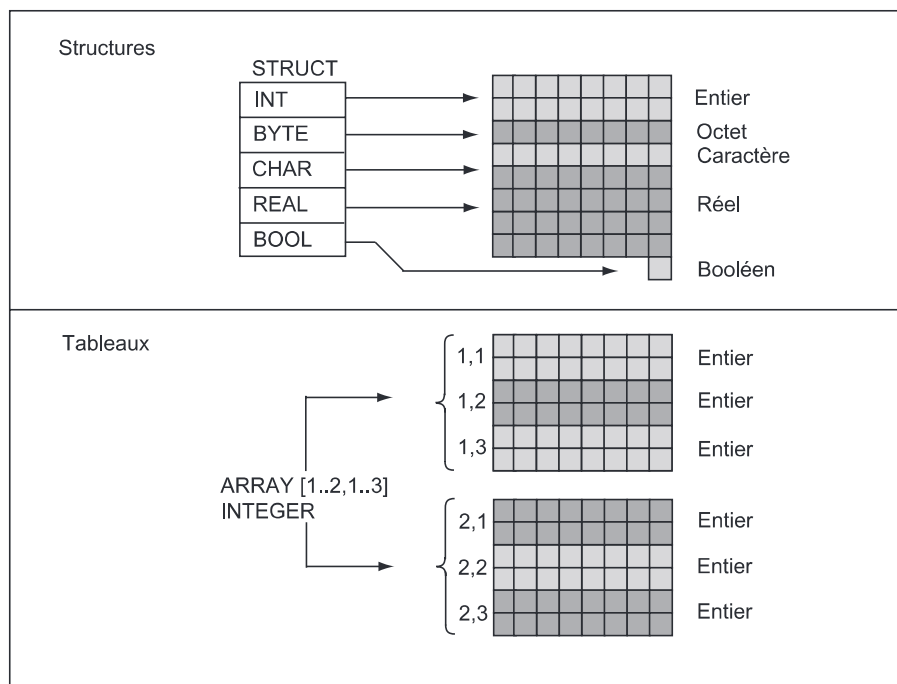 Structures
STRUCT
INT
Entier
BYTE
Octet
CHAR
Caractère
REAL
Réel
BOOL
Booléen
Tableaux
1,1
Entier
1,2
Entier
1,3
Entier
ARRAY [1..2,1..3]
INTEGER
2,1
Entier
2,2
Entier
2,3
Entier